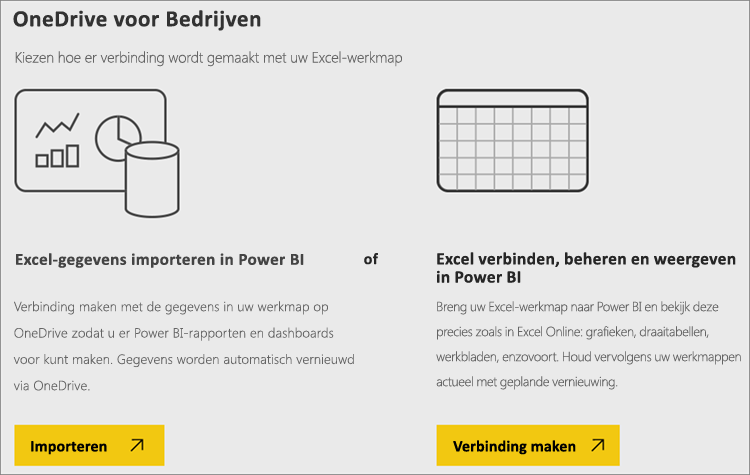 OneDrive voor Bedrijven
Kiezen hoe er verbinding wordt gemaakt met uw Excel-werkmap
Excel-gegevens importeren in Power BI
Verbinding maken met de gegevens in uw werkmap op
OneDrive zodat u er Power BI-rapporten en dashboards
voor kunt maken. Gegevens worden automatisch vernieuwd
via OneDrive.
Importeren
of
Excel verbinden, beheren en weergeven
in Power BI
Breng uw Excel-werkmap naar Power BI en bekijk deze
precies zoals in Excel Online: grafieken, draaitabellen,
werkbladen, enzovoort. Houd vervolgens uw werkmappen
actueel met geplande vernieuwing.
Verbinding maken